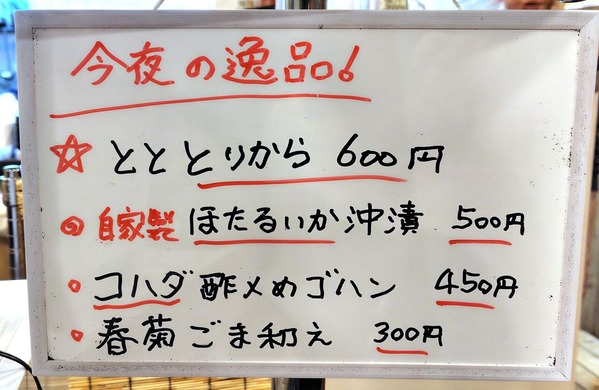 今夜の逸品。!
☆ とととりから 600円
◎ 自家製 ほたるいか沖漬 500円
・コハダ酢〆めゴハン 450円
・春菊ごま和え 300円